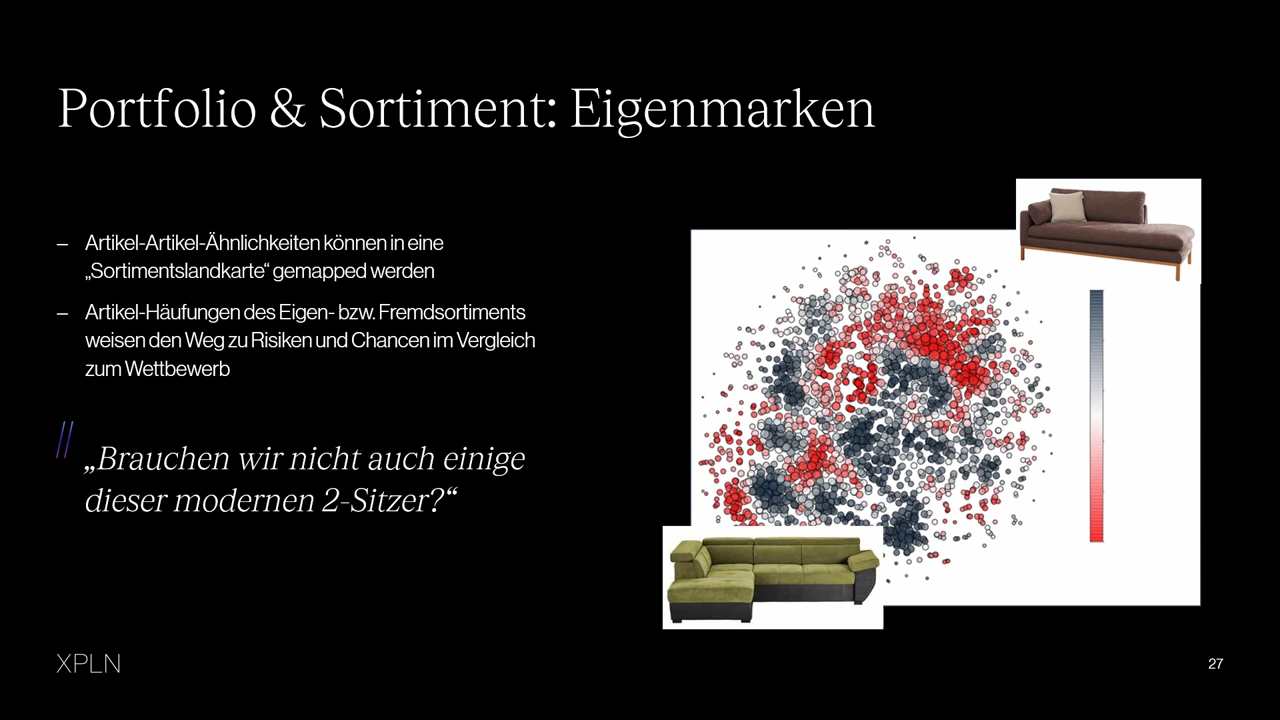 Portfolio & Sortiment: Eigenmarken
– Artikel-Artikel-Ähnlichkeiten können in eine
„Sortimentslandkarte“ gemapped werden
– Artikel-Häufungen des Eigen- bzw. Fremdsortiments
weisen den Weg zu Risiken und Chancen im Vergleich
zum Wettbewerb
„Brauchen wir nicht auch einige
dieser modernen 2-Sitzer?“
XPLN
27